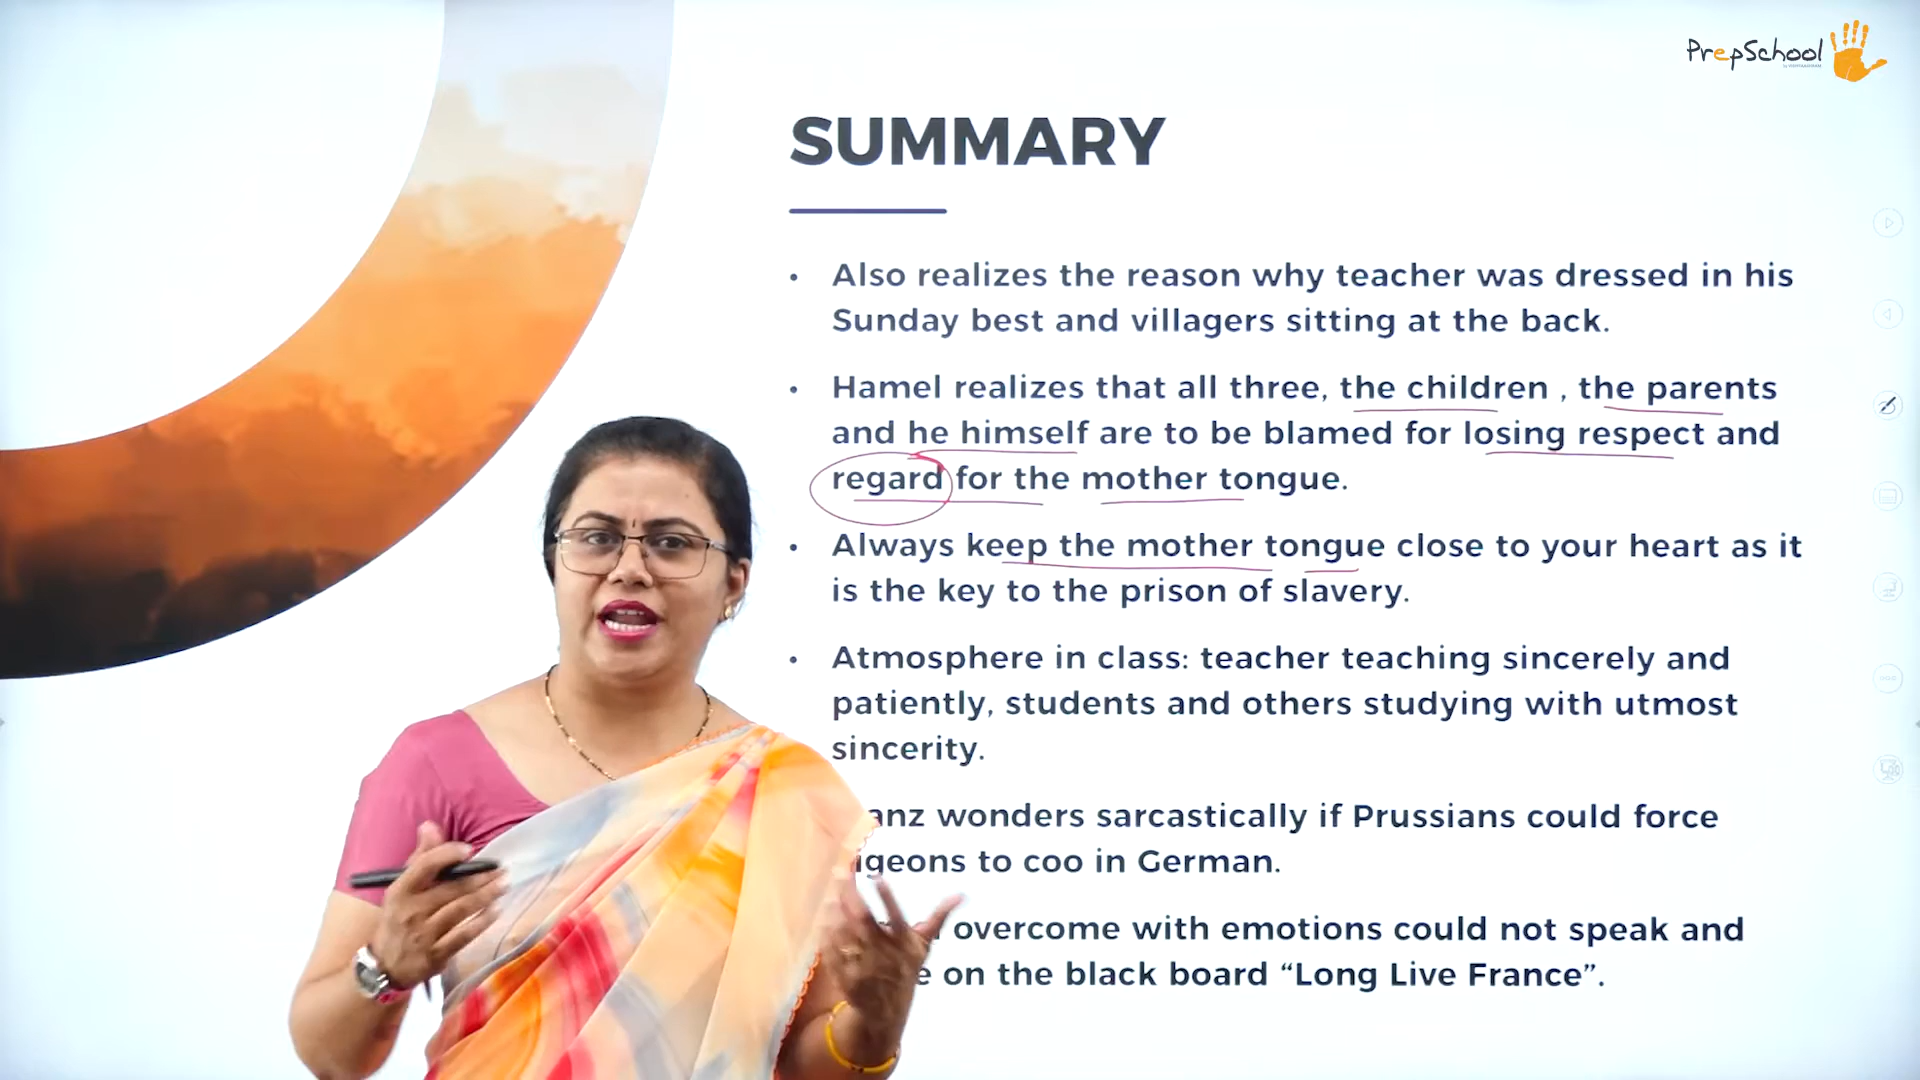 PrepSchool
SUMMARY
• Also realizes the reason why teacher was dressed in his
Sunday best and villagers sitting at the back.
• Hamel realizes that all three, the children , the parents
and he himself are to be blamed for losing respect and
regard for the mother tongue.
• Always keep the mother tongue close to your heart as it
is the key to the prison of slavery.
• Atmosphere in class: teacher teaching sincerely and
patiently, students and others studying with utmost
sincerity.
anz wonders sarcastically if Prussians could force
igeons to coo in German.
overcome with emotions could not speak and
e on the black board “Long Live France”.